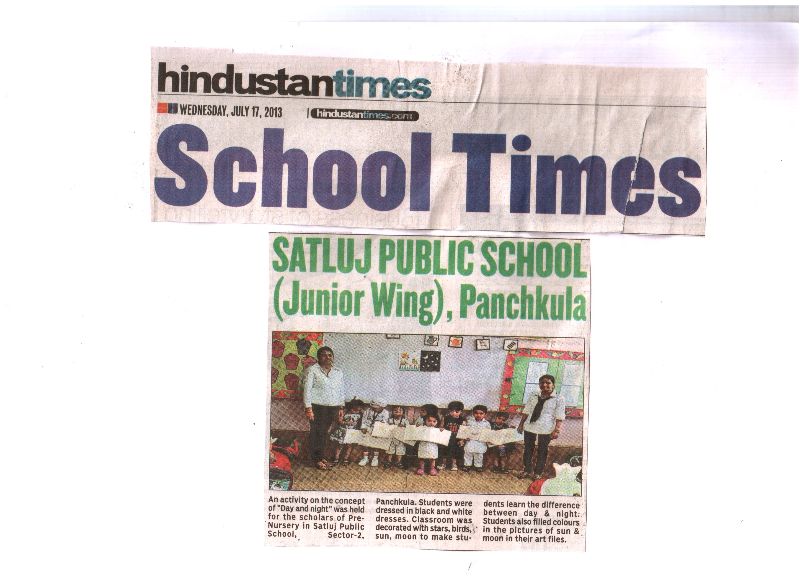 hindustantimes
WEDNESDAY, JULY 17, 2013 | hindustantimes.com
School Times
SATLUJ PUBLIC SCHOOL
(Junior Wing), Panchkula
An activity on the concept
of "Day and night" was held
for the scholars of Pre-
Nursery in Satluj Public
School, Sector-2,
Panchkula. Students were
dressed in black and white
dresses. Classroom was
decorated with stars, birds,
sun, moon to make stu-
dents learn the difference
between day & night.
Students also filled colours
in the pictures of sun &
moon in their art files.